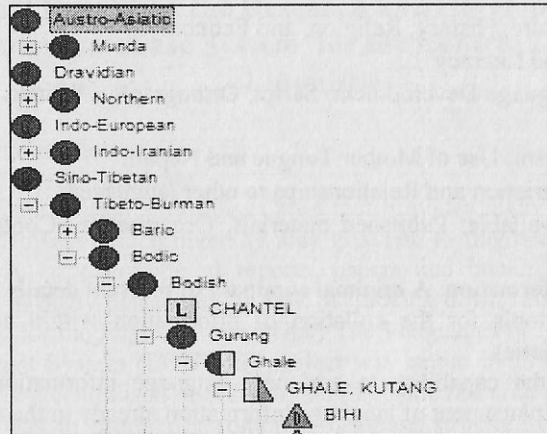 Austro-Asiatic
Munda
Dravidian
Northern
Indo-European
Indo-Iranian
Sino-Tibetan
Tibeto-Burman
Baric
Bodic
Bodish
L CHANTEL
Gurung
Ghale
GHALE, KUTANG
BIHI